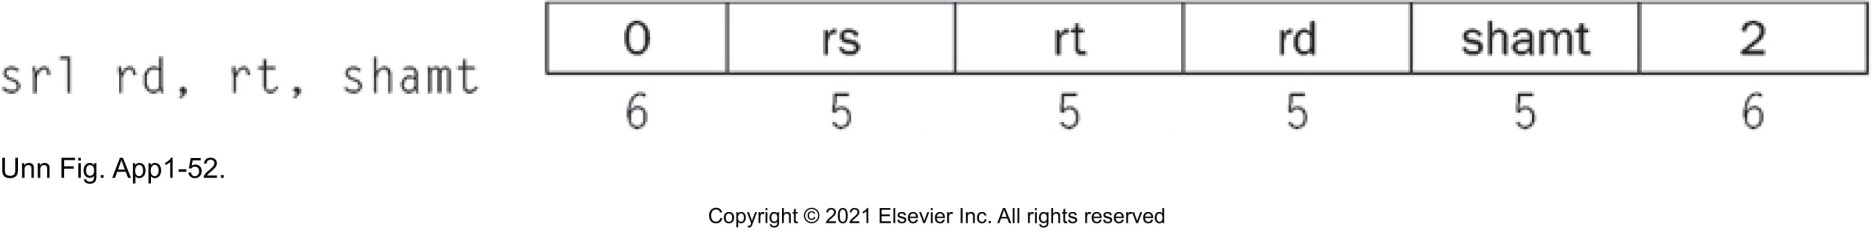 srl rd, rt, shamt
0 rs rt rd shamt 2
6 5 5 5 5 6
Unn Fig. App1-52.
Copyright © 2021 Elsevier Inc. All rights reserved